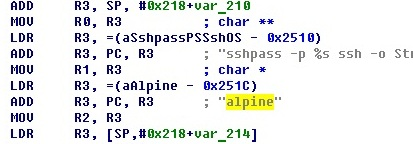 ADD R3, SP, #0x218+var_210
MOV R0, R3 ; char **
LDR R3, =(aSshpassPSSshOS - 0x2510)
ADD R3, PC, R3 ; "sshpass -p %s ssh -o Str
MOV R1, R3 ; char *
LDR R3, =(aAlpine - 0x251C)
ADD R3, PC, R3 ; "alpine"
MOV R2, R3
LDR R3, [SP,#0x218+var_214]